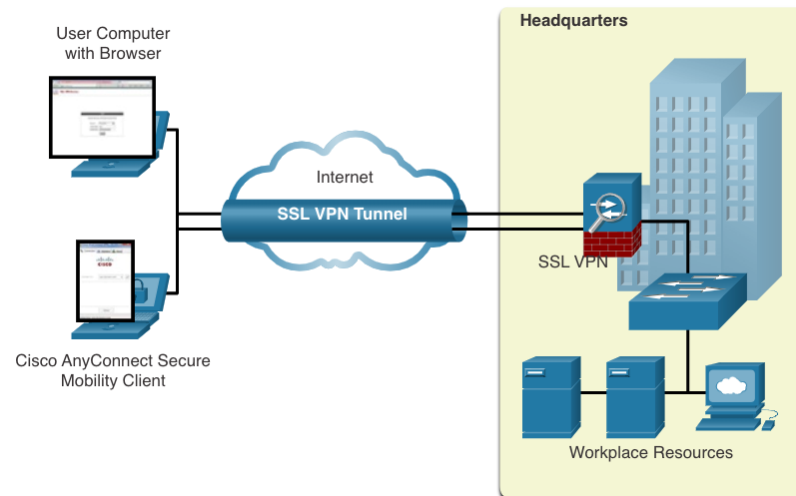 Headquarters
User Computer
with Browser
Internet
SSL VPN Tunnel
SSL VPN
Cisco AnyConnect Secure
Mobility Client
Workplace Resources